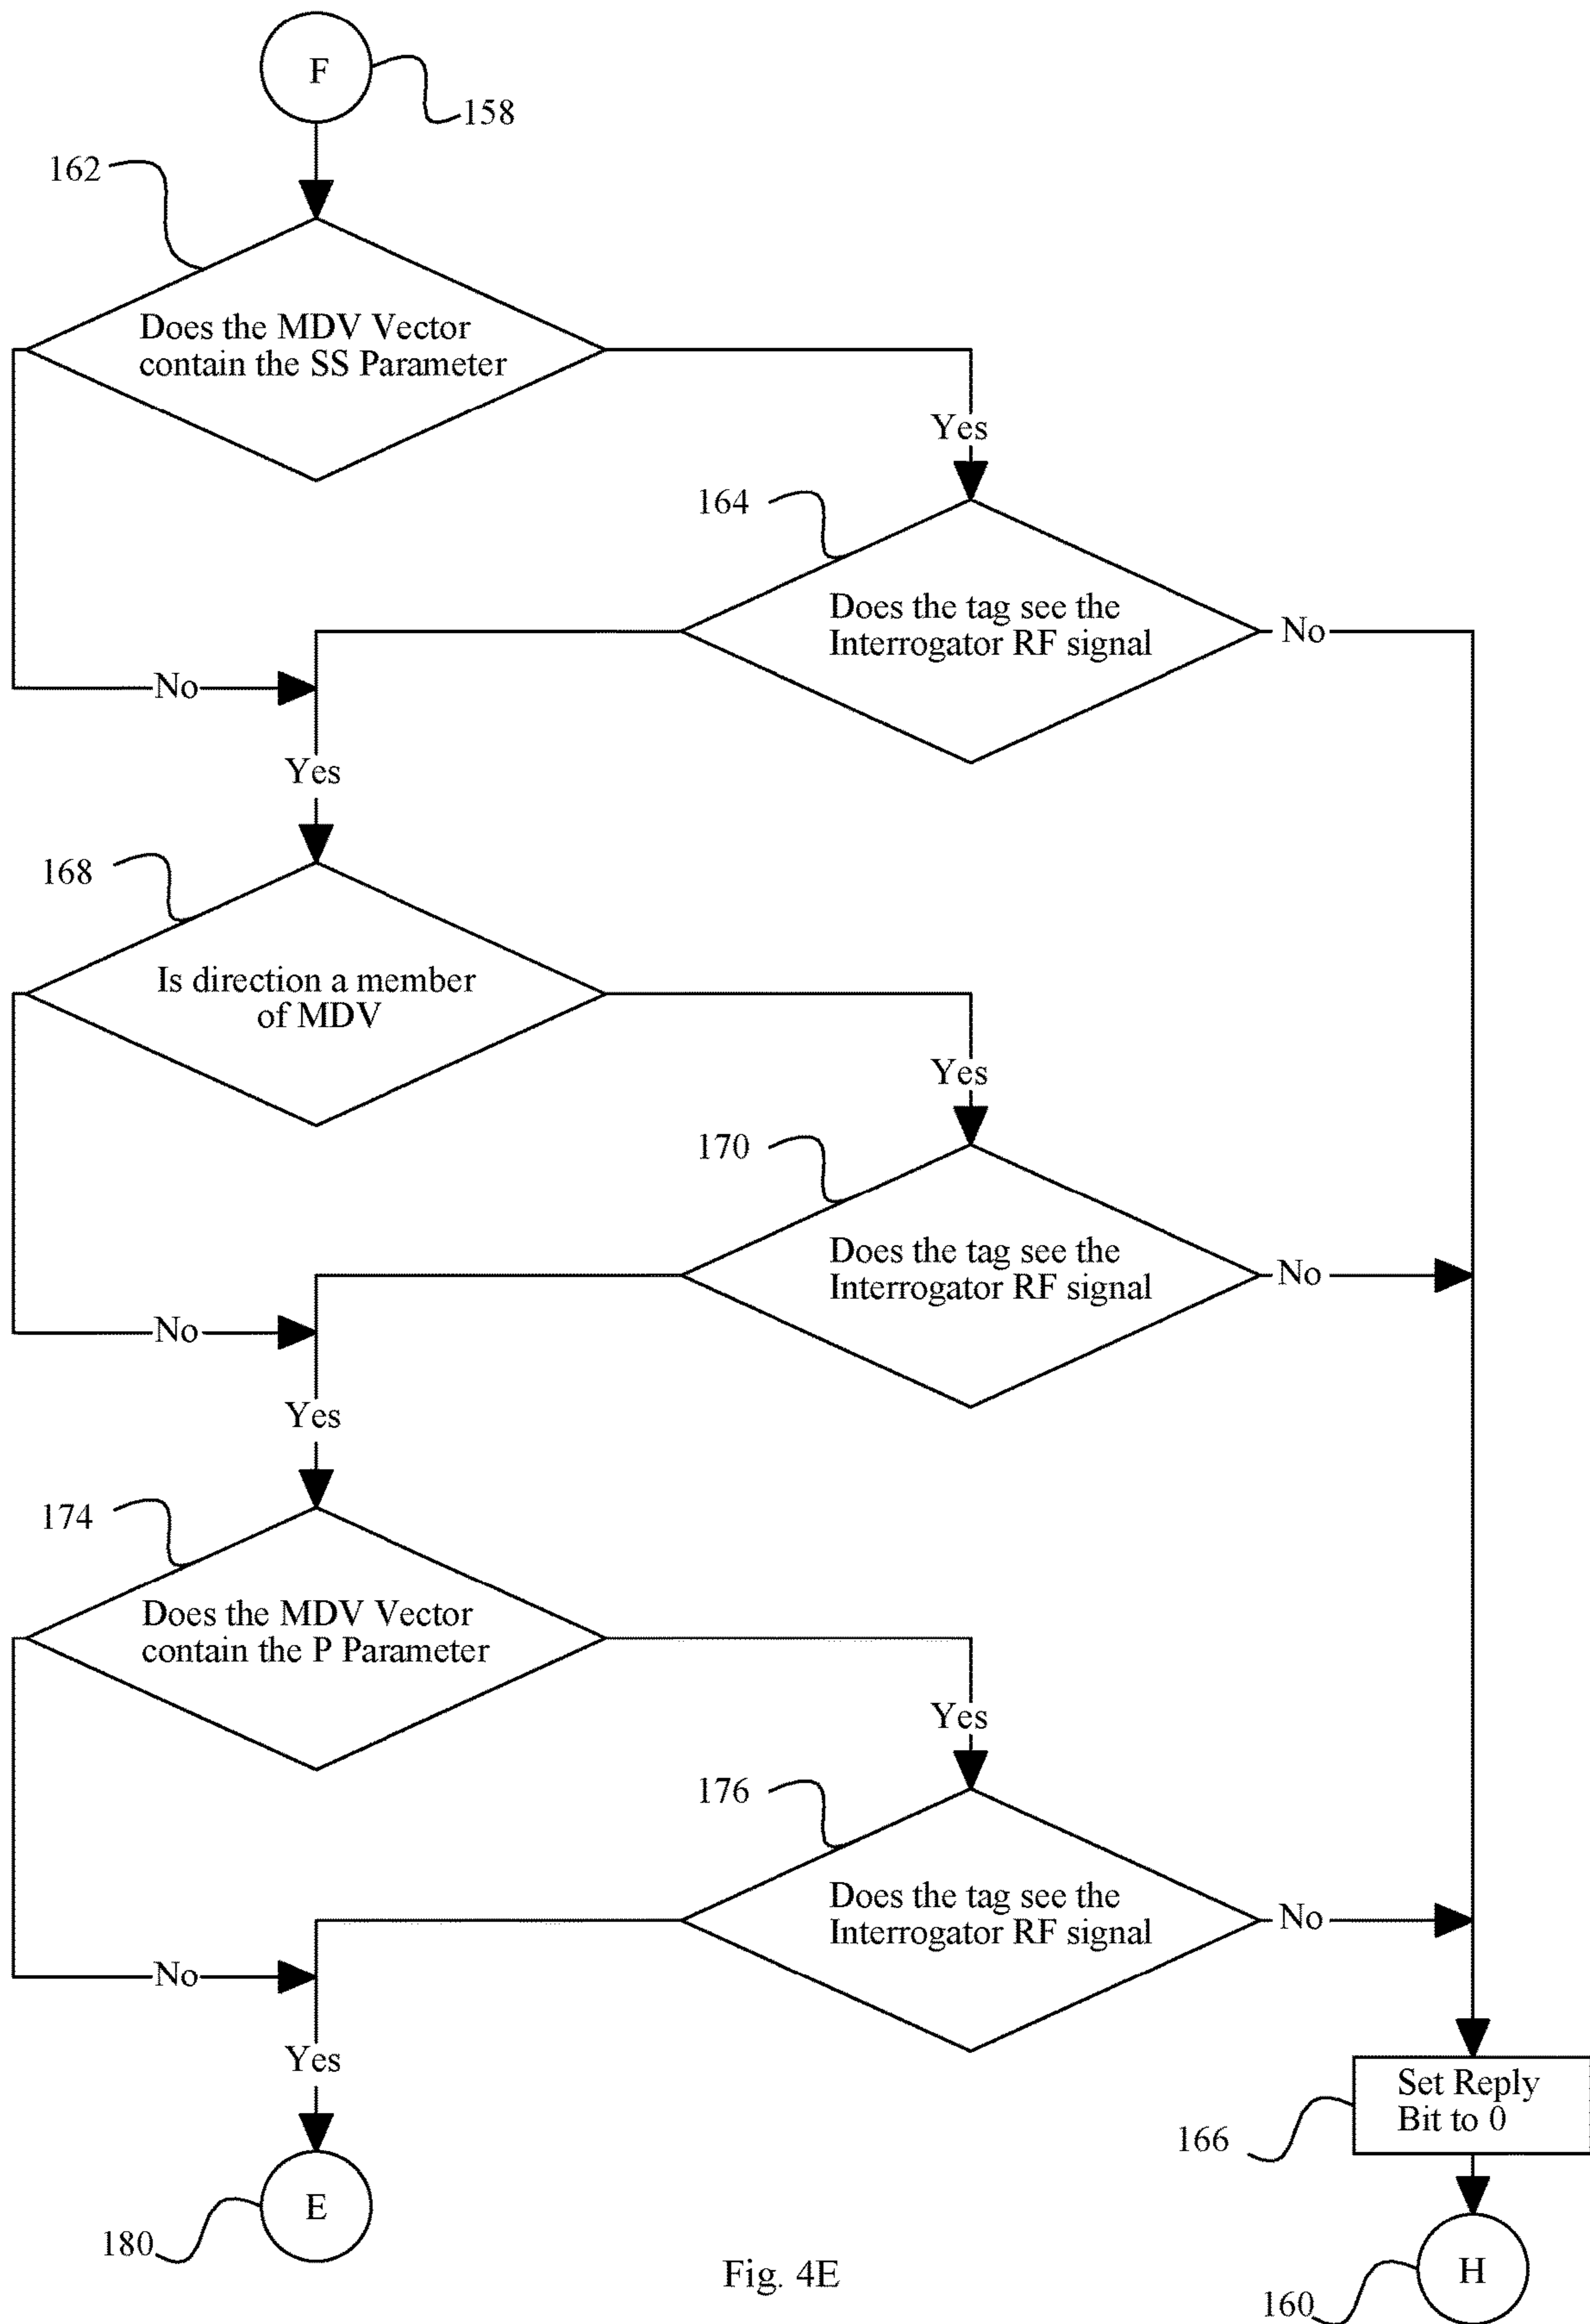 F
158
162
Does the MDV Vector
contain the SS Parameter
Yes
164
Does the tag see the
Interrogator RF signal
No
No
Yes
168
Is direction a member
of MDV
Yes
170
Does the tag see the
Interrogator RF signal
No
No
Yes
174
Does the MDV Vector
contain the P Parameter
Yes
176
Does the tag see the
Interrogator RF signal
No
No
Yes
Set Reply
Bit to 0
166
E
180
H
160
Fig. 4E